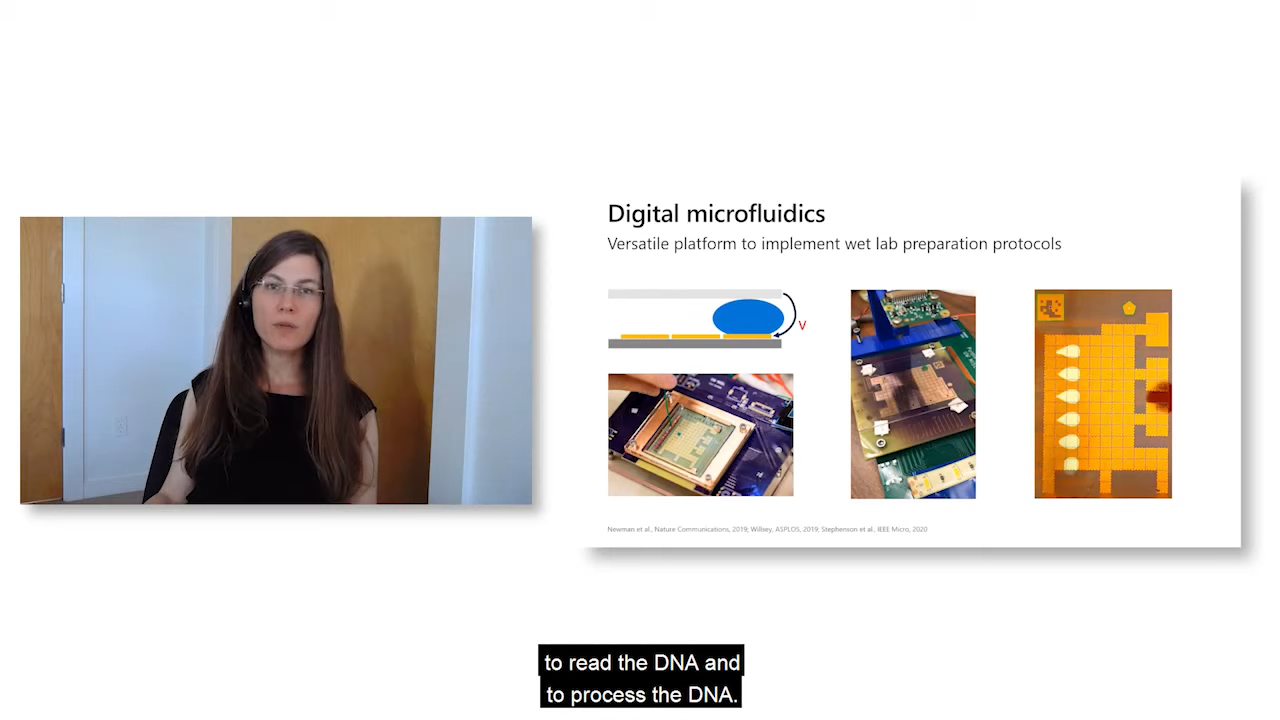 Digital microfluidics
Versatile platform to implement wet lab preparation protocols
V
Newman et al., Nature Communications, 2019; Willsey, ASPLOS, 2019; Stephenson et al., IEEE Micro, 2020
to read the DNA and
to process the DNA.